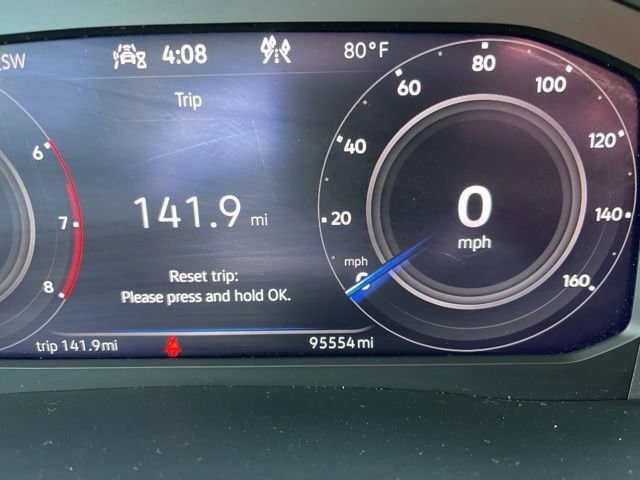 SW 4:08 80°F
Trip
141.9 mi
Reset trip:
Please press and hold OK.
trip 141.9mi 95554mi
6
7
8
0
20
40
60
80
100
120
140
160
mph
0
mph